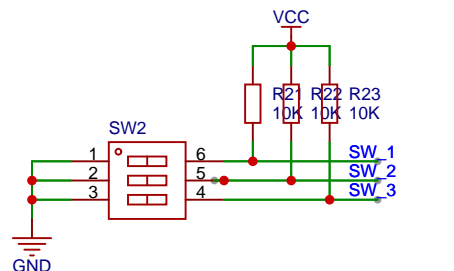 VCC
R21 R22 R23
10K 10K 10K
SW2
1 6 SW_1
2 5 SW_2
3 4 SW_3
GND